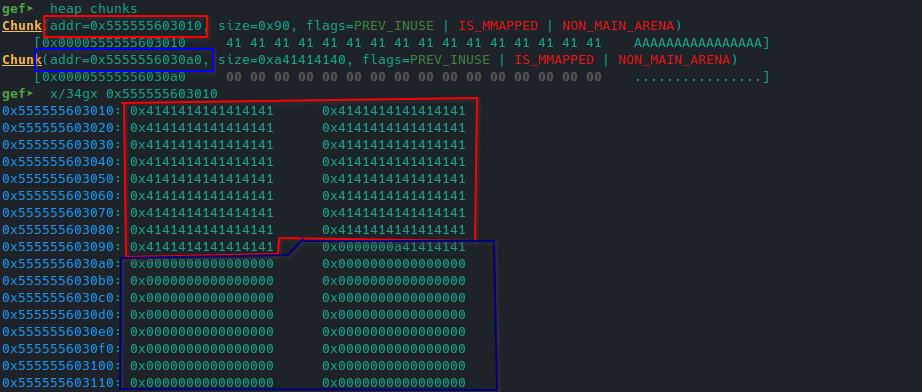 gef➤  heap chunks
Chunk(addr=0x555555603010, size=0x90, flags=PREV_INUSE | IS_MMAPPED | NON_MAIN_ARENA)
    [0x0000555555603010     41 41 41 41 41 41 41 41 41 41 41 41 41 41 41 41    AAAAAAAAAAAAAAAA]
Chunk(addr=0x5555556030a0, size=0xa41414140, flags=PREV_INUSE | IS_MMAPPED | NON_MAIN_ARENA)
    [0x00005555556030a0     00 00 00 00 00 00 00 00 00 00 00 00 00 00 00 00    ................]
gef➤  x/34gx 0x555555603010
0x555555603010: 0x4141414141414141      0x4141414141414141
0x555555603020: 0x4141414141414141      0x4141414141414141
0x555555603030: 0x4141414141414141      0x4141414141414141
0x555555603040: 0x4141414141414141      0x4141414141414141
0x555555603050: 0x4141414141414141      0x4141414141414141
0x555555603060: 0x4141414141414141      0x4141414141414141
0x555555603070: 0x4141414141414141      0x4141414141414141
0x555555603080: 0x4141414141414141      0x4141414141414141
0x555555603090: 0x4141414141414141      0x0000000a41414141
0x5555556030a0: 0x0000000000000000      0x0000000000000000
0x5555556030b0: 0x0000000000000000      0x0000000000000000
0x5555556030c0: 0x0000000000000000      0x0000000000000000
0x5555556030d0: 0x0000000000000000      0x0000000000000000
0x5555556030e0: 0x0000000000000000      0x0000000000000000
0x5555556030f0: 0x0000000000000000      0x0000000000000000
0x555555603100: 0x0000000000000000      0x0000000000000000
0x555555603110: 0x0000000000000000      0x0000000000000000